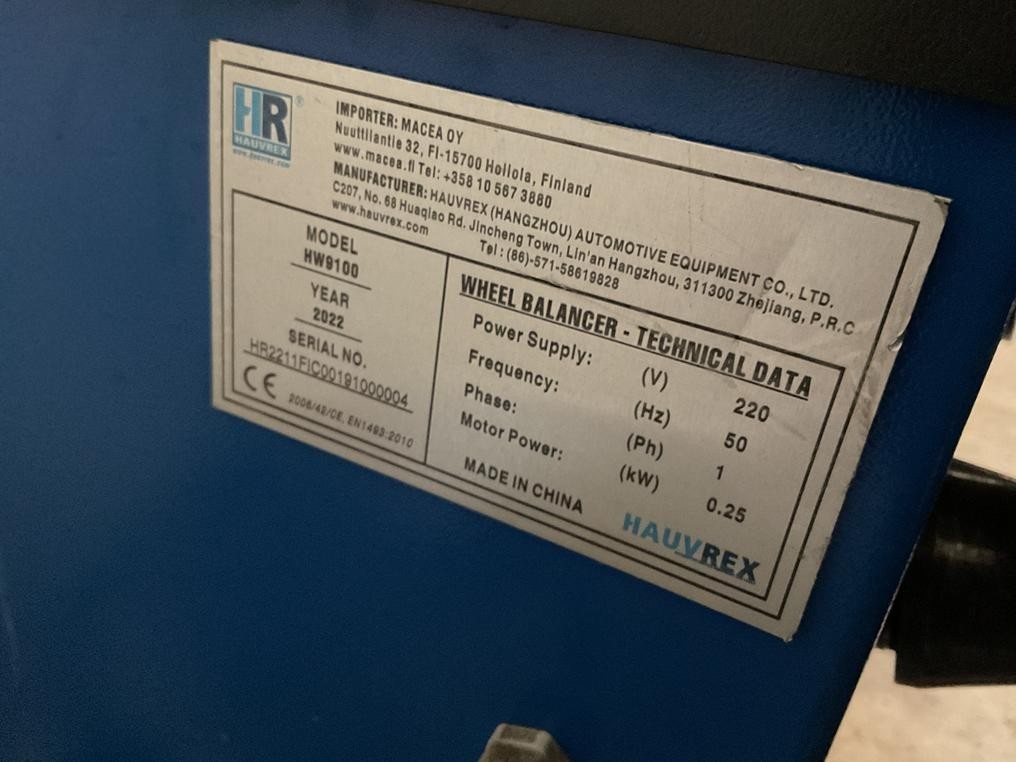 HR ®
HAUVREX
www.hauvrex.com
IMPORTER: MACEA OY
Nuuttilantie 32, FI-15700 Hollola, Finland
www.macea.fi Tel: +358 10 567 3880
MANUFACTURER: HAUVREX (HANGZHOU) AUTOMOTIVE EQUIPMENT CO., LTD.
C207, No. 68 Huaqiao Rd. Jincheng Town, Lin'an Hangzhou, 311300 Zhejiang, P.R.C
www.hauvrex.com Tel : (86)-571-58619828
MODEL
HW9100
YEAR
2022
SERIAL NO.
HR2211FIC00191000004
CE 2006/42/CE, EN1493:2010
WHEEL BALANCER - TECHNICAL DATA
Power Supply: (V) 220
Frequency: (Hz) 50
Phase: (Ph) 1
Motor Power: (kW) 0.25
MADE IN CHINA
HAUVREX